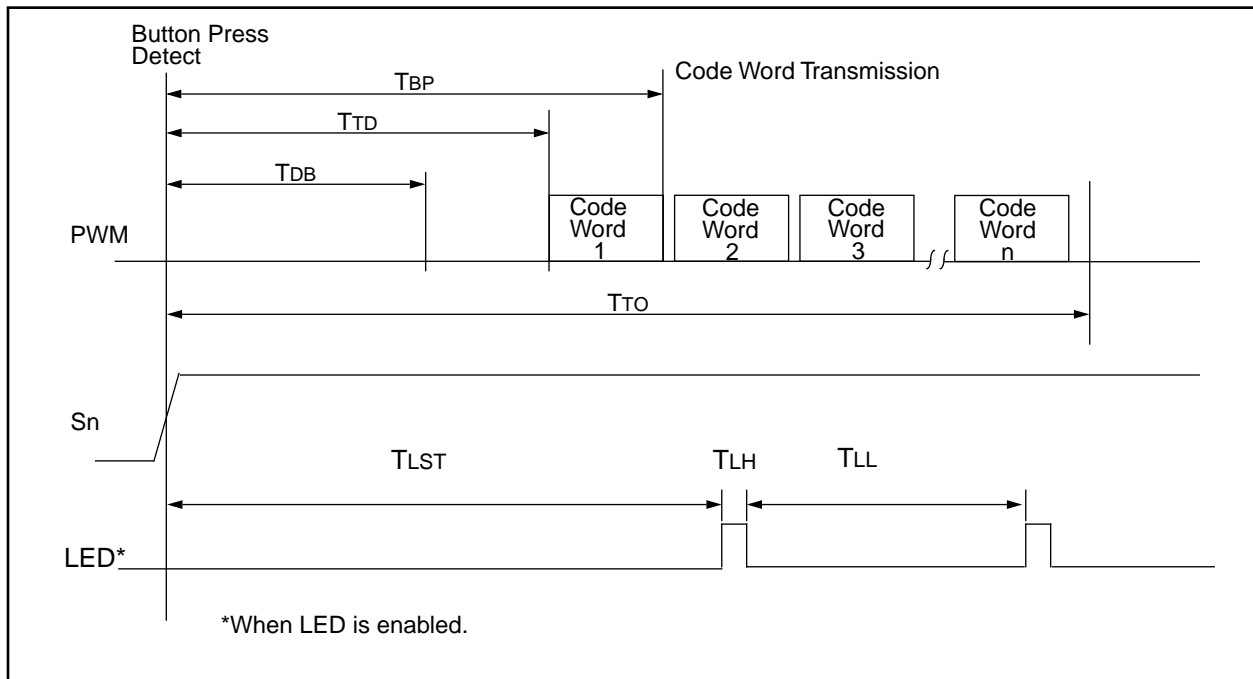 Button Press
Detect
TBP
Code Word Transmission
TTD
TDB
PWM
Code
Word
1
Code
Word
2
Code
Word
3
Code
Word
n
TTO
Sn
TLST
TLH
TLL
LED*
*When LED is enabled.